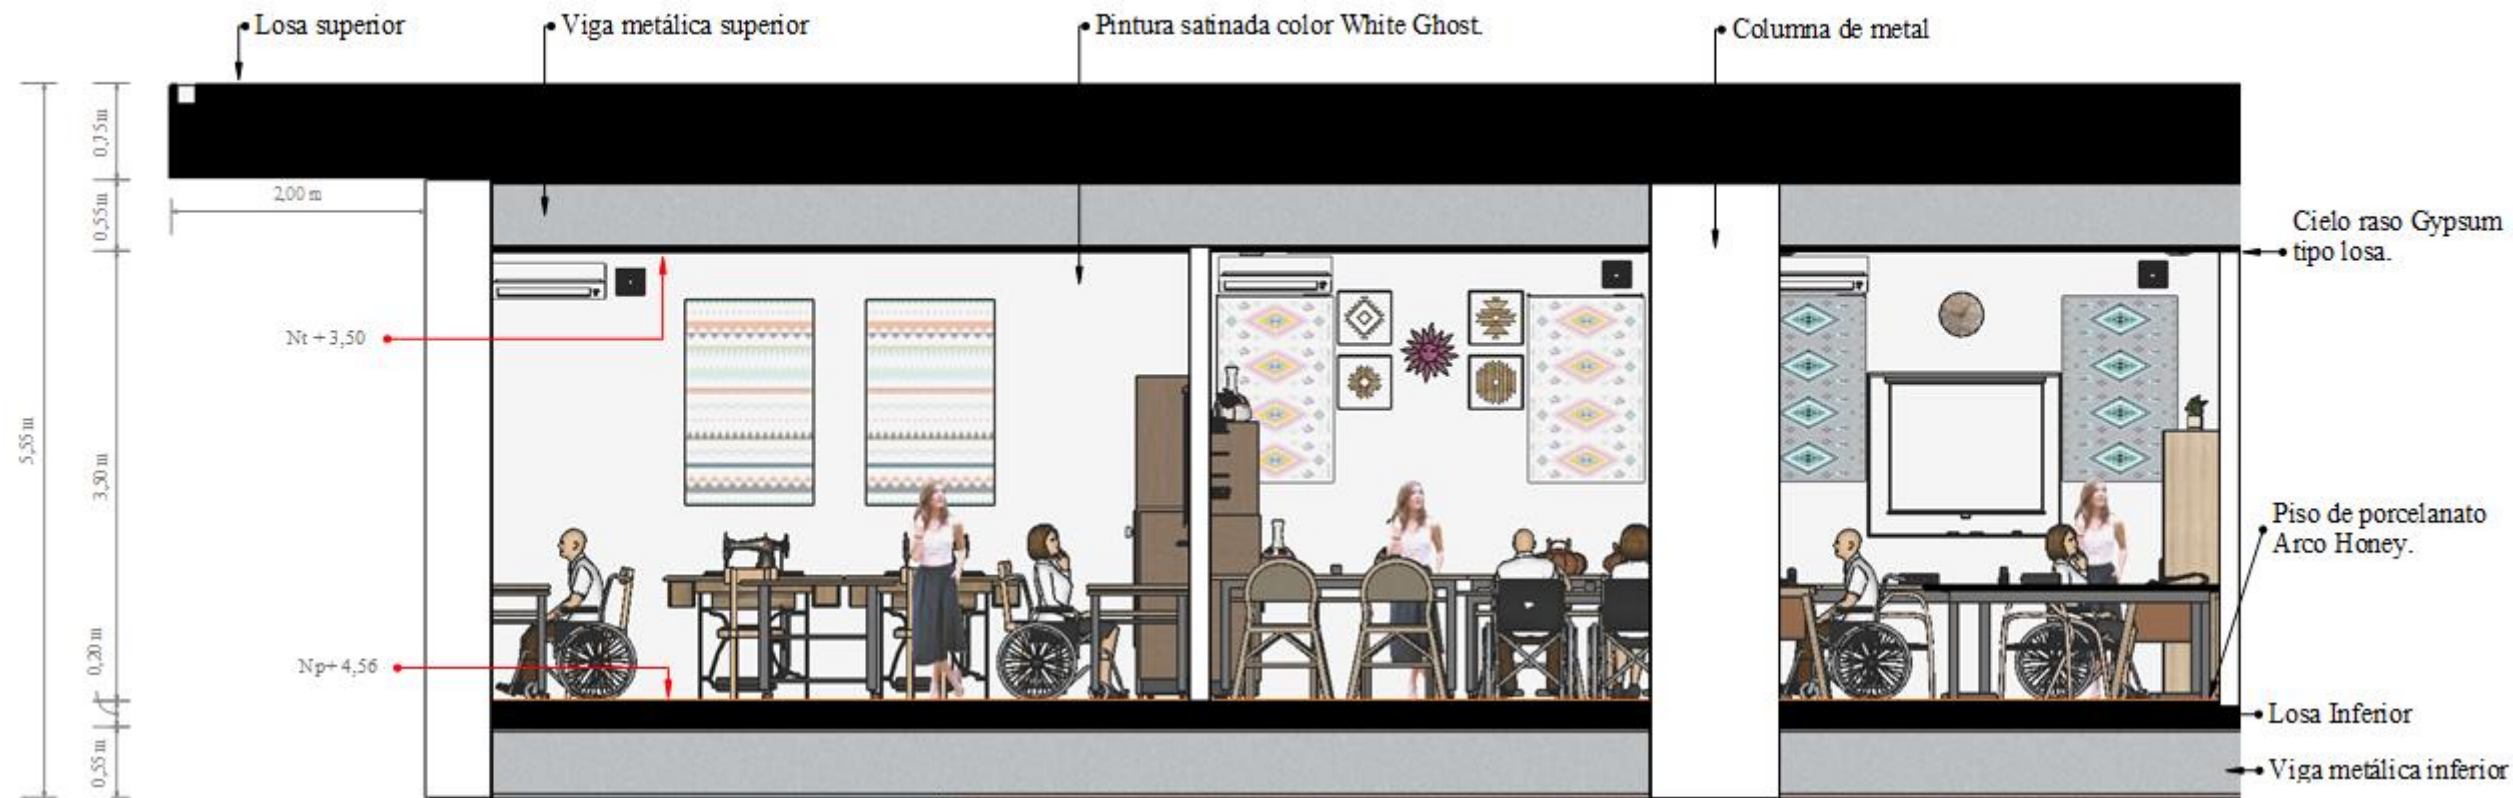 Losa superior
Viga metálica superior
Pintura satinada color White Ghost.
Columna de metal
0,75m
0,55m
2,00 m
Cielo raso Gypsum
tipo losa.
Nt + 3,50
5,55 m
3,50 m
Piso de porcelanato
Arco Honey.
0,20 m
Np+ 4,56
Losa Inferior
0,55 m
Viga metálica inferior